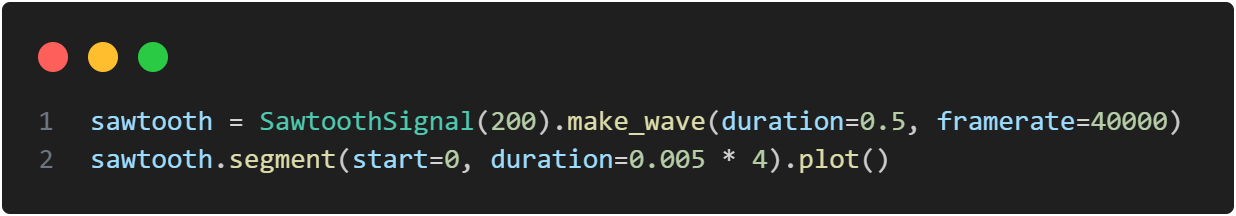 1 sawtooth = SawtoothSignal(200).make_wave(duration=0.5, framerate=40000)
2 sawtooth.segment(start=0, duration=0.005 * 4).plot()